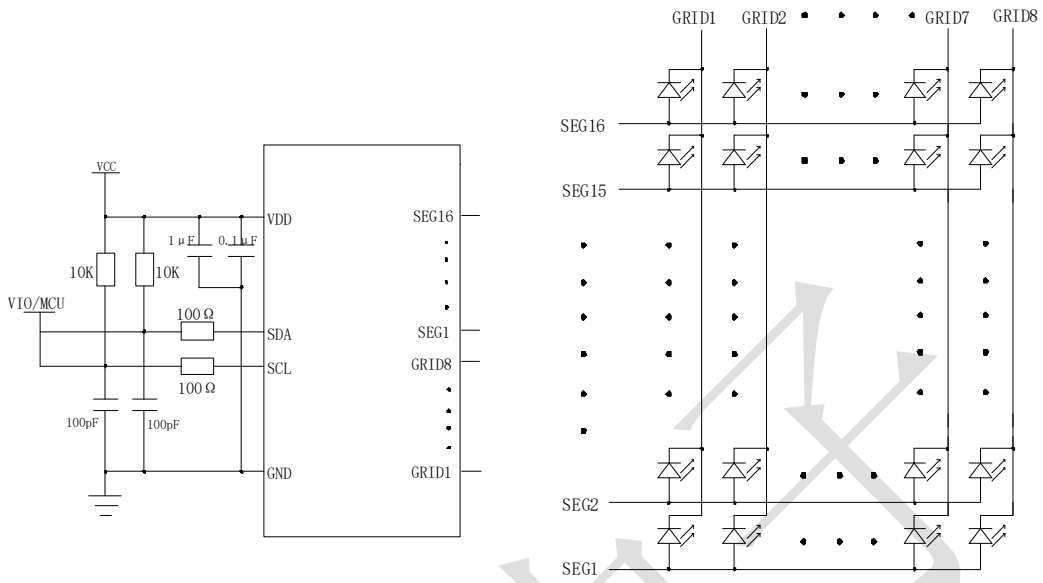 GRID1 GRID2 GRID7 GRID8
SEG16
SEG15
SEG2
SEG1
VCC
VDD
SEG16
1μF 0.1μF
10K 10K
VIO/MCU
100Ω
SDA
SEG1
SCL
GRID8
100Ω
100pF 100pF
GND
GRID1